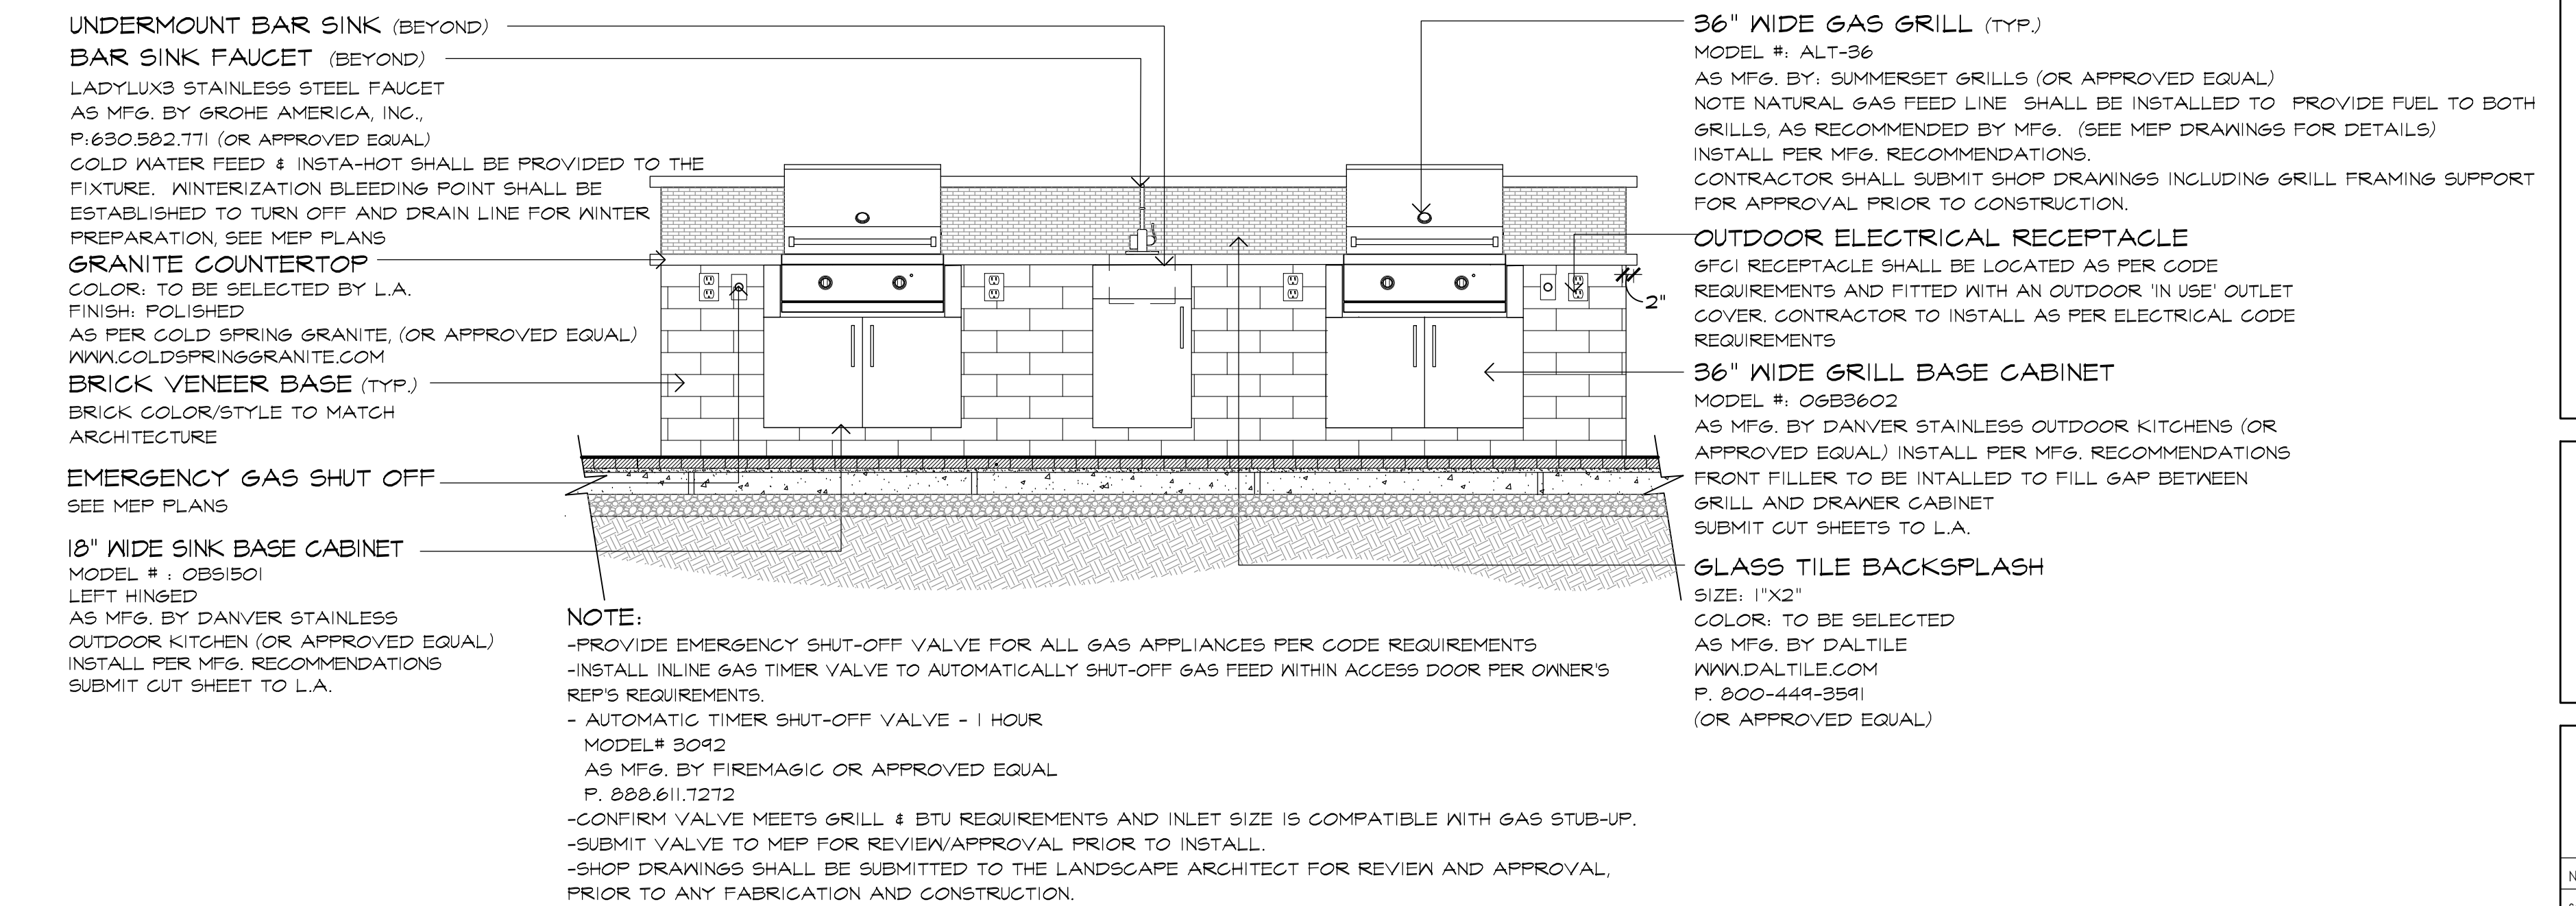 UNDERMOUNT BAR SINK (BEYOND)
BAR SINK FAUCET (BEYOND)
LADYLUX3 STAINLESS STEEL FAUCET
AS MFG. BY GROHE AMERICA, INC.,
P:630.582.771 (OR APPROVED EQUAL)
COLD WATER FEED & INSTA-HOT SHALL BE PROVIDED TO THE
FIXTURE. WINTERIZATION BLEEDING POINT SHALL BE
ESTABLISHED TO TURN OFF AND DRAIN LINE FOR WINTER
PREPARATION, SEE MEP PLANS
GRANITE COUNTERTOP
COLOR: TO BE SELECTED BY L.A.
FINISH: POLISHED
AS PER COLD SPRING GRANITE, (OR APPROVED EQUAL)
WWW.COLDSPRINGGRANITE.COM
BRICK VENEER BASE (TYP.)
BRICK COLOR/STYLE TO MATCH
ARCHITECTURE
EMERGENCY GAS SHUT OFF
SEE MEP PLANS
18" WIDE SINK BASE CABINET
MODEL # : OBS1501
LEFT HINGED
AS MFG. BY DANVER STAINLESS
OUTDOOR KITCHEN (OR APPROVED EQUAL)
INSTALL PER MFG. RECOMMENDATIONS
SUBMIT CUT SHEET TO L.A.
NOTE:
-PROVIDE EMERGENCY SHUT-OFF VALVE FOR ALL GAS APPLIANCES PER CODE REQUIREMENTS
-INSTALL INLINE GAS TIMER VALVE TO AUTOMATICALLY SHUT-OFF GAS FEED WITHIN ACCESS DOOR PER OWNER'S
REP'S REQUIREMENTS.
- AUTOMATIC TIMER SHUT-OFF VALVE - 1 HOUR
MODEL# 3092
AS MFG. BY FIREMAGIC OR APPROVED EQUAL
P. 888.611.7272
-CONFIRM VALVE MEETS GRILL & BTU REQUIREMENTS AND INLET SIZE IS COMPATIBLE WITH GAS STUB-UP.
-SUBMIT VALVE TO MEP FOR REVIEW/APPROVAL PRIOR TO INSTALL.
-SHOP DRAWINGS SHALL BE SUBMITTED TO THE LANDSCAPE ARCHITECT FOR REVIEW AND APPROVAL,
PRIOR TO ANY FABRICATION AND CONSTRUCTION.
36" WIDE GAS GRILL (TYP.)
MODEL #: ALT-36
AS MFG. BY: SUMMERSET GRILLS (OR APPROVED EQUAL)
NOTE NATURAL GAS FEED LINE SHALL BE INSTALLED TO PROVIDE FUEL TO BOTH
GRILLS, AS RECOMMENDED BY MFG. (SEE MEP DRAWINGS FOR DETAILS)
INSTALL PER MFG. RECOMMENDATIONS.
CONTRACTOR SHALL SUBMIT SHOP DRAWINGS INCLUDING GRILL FRAMING SUPPORT
FOR APPROVAL PRIOR TO CONSTRUCTION.
OUTDOOR ELECTRICAL RECEPTACLE
GFCI RECEPTACLE SHALL BE LOCATED AS PER CODE
REQUIREMENTS AND FITTED WITH AN OUTDOOR 'IN USE' OUTLET
COVER. CONTRACTOR TO INSTALL AS PER ELECTRICAL CODE
REQUIREMENTS
2"
36" WIDE GRILL BASE CABINET
MODEL #: OGB3602
AS MFG. BY DANVER STAINLESS OUTDOOR KITCHENS (OR
APPROVED EQUAL) INSTALL PER MFG. RECOMMENDATIONS
FRONT FILLER TO BE INTALLED TO FILL GAP BETWEEN
GRILL AND DRAWER CABINET
SUBMIT CUT SHEETS TO L.A.
GLASS TILE BACKSPLASH
SIZE: 1"X2"
COLOR: TO BE SELECTED
AS MFG. BY DALTILE
WWW.DALTILE.COM
P. 800-449-3591
(OR APPROVED EQUAL)